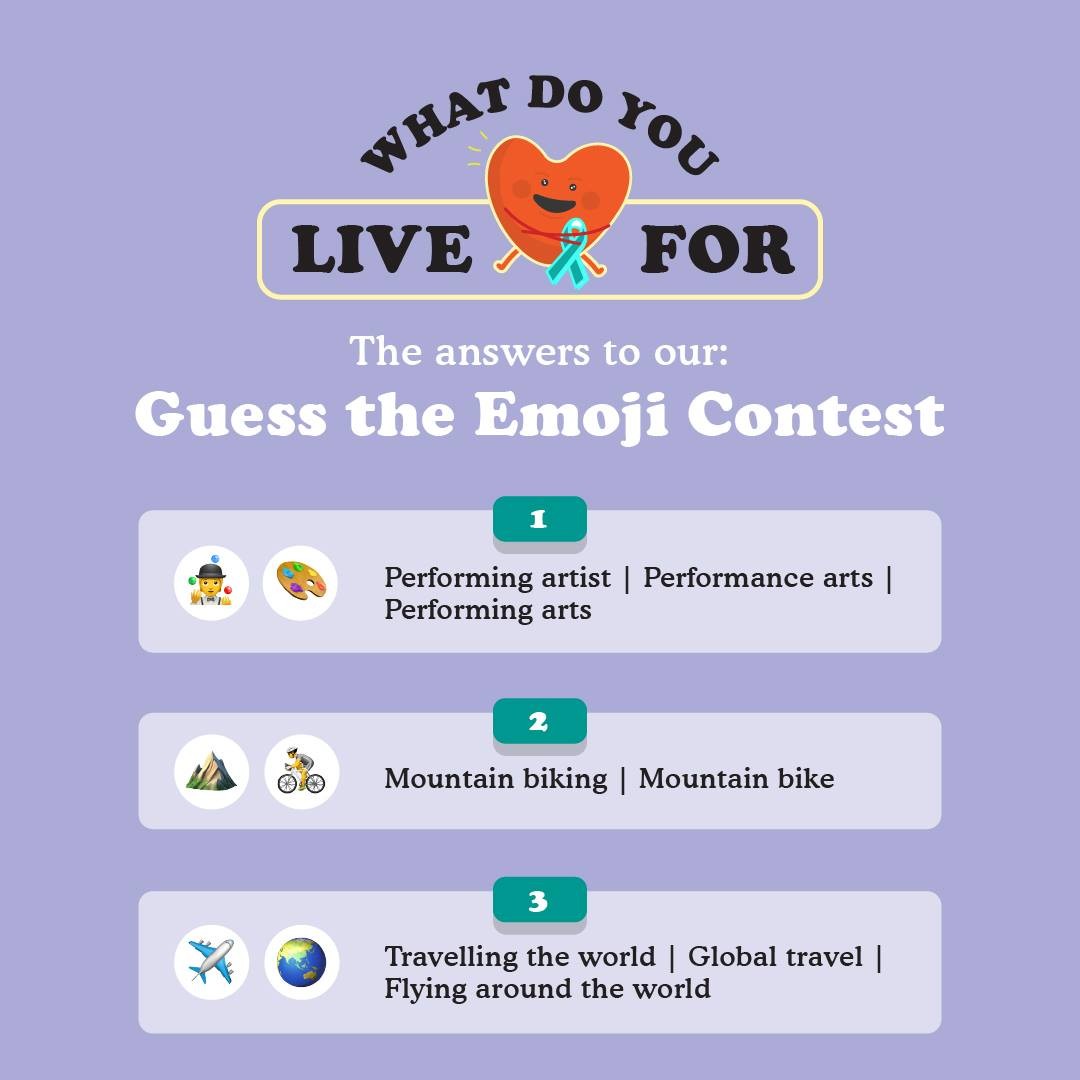 WHAT DO YOU
LIVE FOR
The answers to our:
Guess the Emoji Contest
1
Performing artist | Performance arts |
Performing arts
2
Mountain biking | Mountain bike
3
Travelling the world | Global travel |
Flying around the world